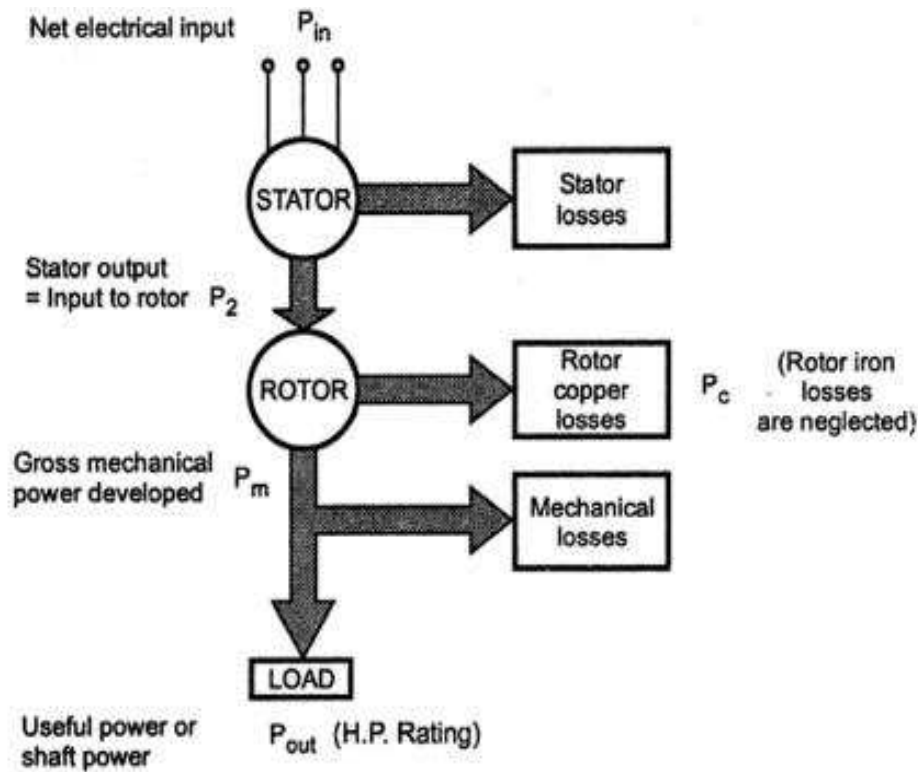 Net electrical input P_in
STATOR
Stator
losses
Stator output
= Input to rotor P_2
ROTOR
Rotor
copper
losses
P_c (Rotor iron
losses
are neglected)
Gross mechanical
power developed P_m
Mechanical
losses
LOAD
Useful power or
shaft power
P_out (H.P. Rating)